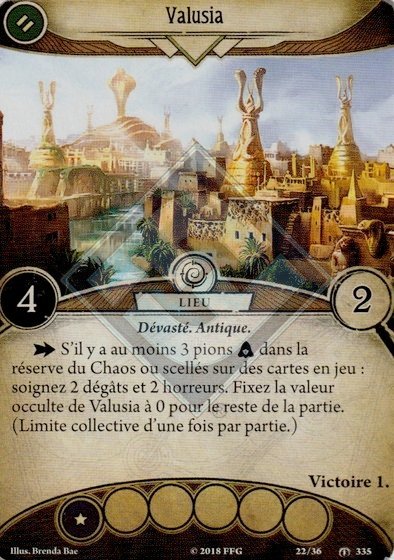 Valusia
4
LIEU
2
Dévasté. Antique.
S'il y a au moins 3 pions dans la
réserve du Chaos ou scellés sur des cartes en jeu :
soignez 2 dégâts et 2 horreurs. Fixez la valeur
occulte de Valusia à 0 pour le reste de la partie.
(Limite collective d'une fois par partie.)
Victoire 1.
Illus. Brenda Bae
© 2018 FFG
22/36
335